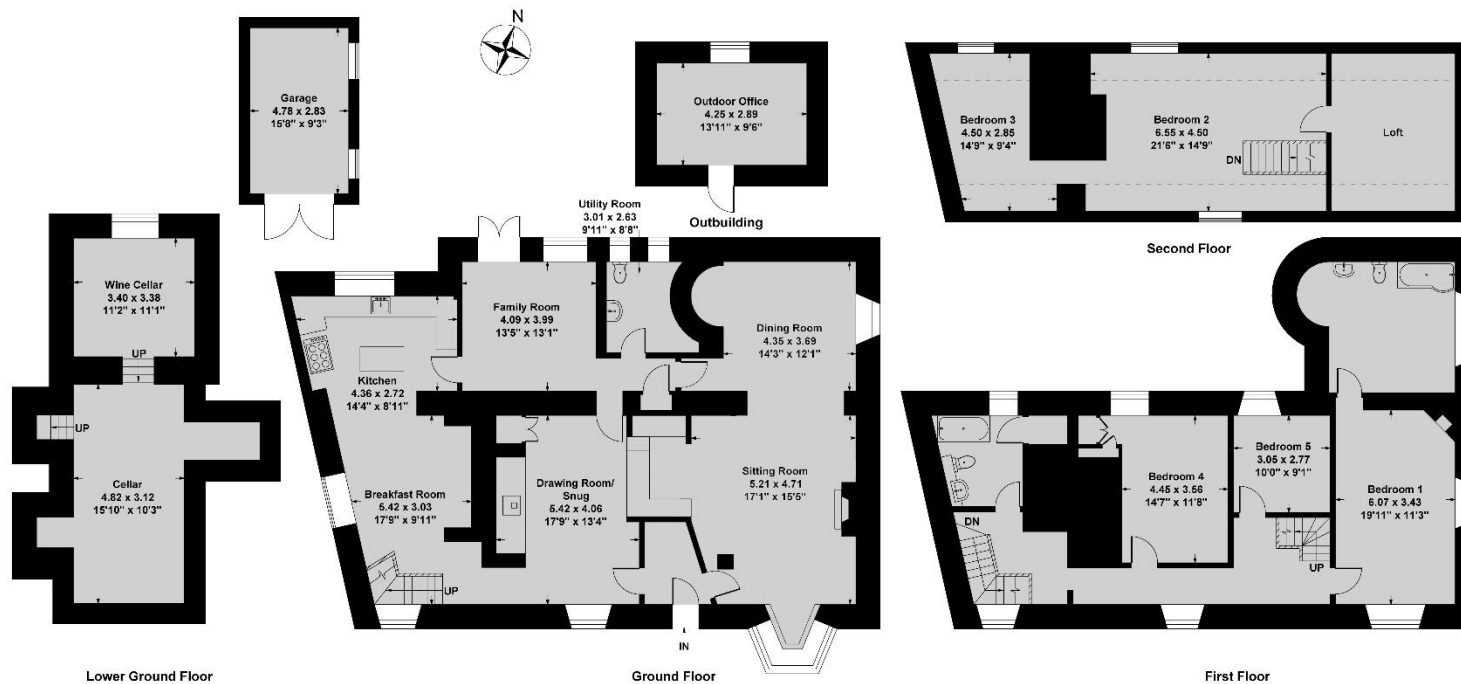 N
Garage
4.78 x 2.83
15'8" x 9'3"
Outdoor Office
4.25 x 2.89
13'11" x 9'6"
Outbuilding
Bedroom 3
4.50 x 2.85
14'9" x 9'4"
Bedroom 2
6.55 x 4.50
21'6" x 14'9"
DN
Loft
Second Floor
Wine Cellar
3.40 x 3.38
11'2" x 11'1"
UP
UP
Cellar
4.82 x 3.12
15'10" x 10'3"
Lower Ground Floor
Utility Room
3.01 x 2.63
9'11" x 8'8"
Family Room
4.09 x 3.99
13'5" x 13'1"
Dining Room
4.35 x 3.69
14'3" x 12'1"
Kitchen
4.36 x 2.72
14'4" x 8'11"
Breakfast Room
5.42 x 3.03
17'9" x 9'11"
Drawing Room/
Snug
5.42 x 4.06
17'9" x 13'4"
Sitting Room
5.21 x 4.71
17'1" x 15'5"
UP
IN
Ground Floor
Bedroom 5
3.05 x 2.77
10'0" x 9'1"
Bedroom 4
4.45 x 3.56
14'7" x 11'8"
Bedroom 1
6.07 x 3.43
19'11" x 11'3"
DN
UP
First Floor